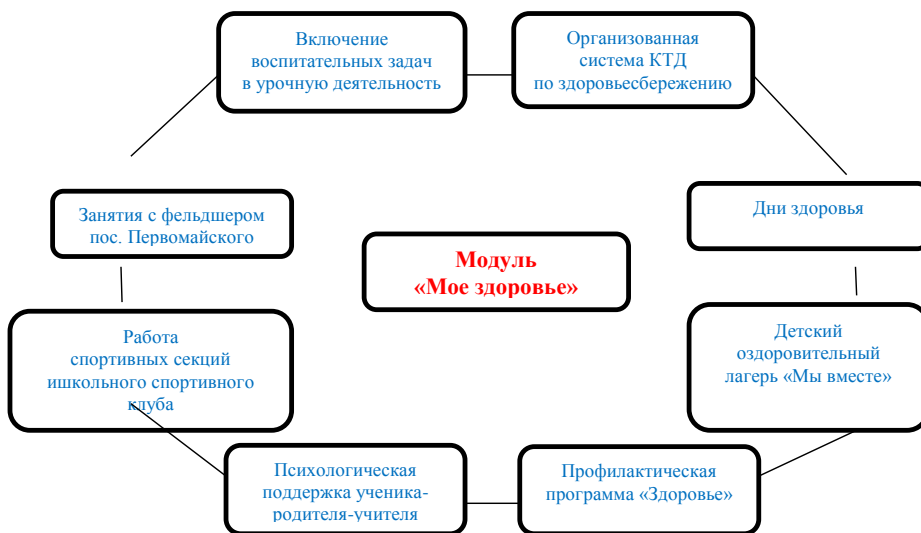 Включение
воспитательных задач
в урочную деятельность
Организованная
система КТД
по здоровьесбережению
Занятия с фельдшером
пос. Первомайского
Дни здоровья
Модуль
«Мое здоровье»
Работа
спортивных секций
ишкольного спортивного
клуба
Детский
оздоровительный
лагерь «Мы вместе»
Психологическая
поддержка ученика-
родителя-учителя
Профилактическая
программа «Здоровье»